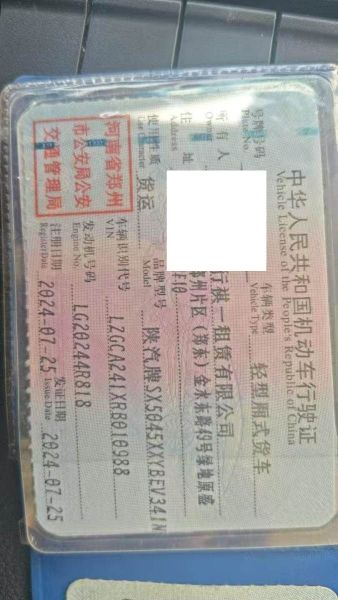 中华人民共和国机动车行驶证
Vehicle License of the People's Republic of China
号牌号码
Plate No.
车辆类型
Vehicle Type
轻型厢式货车
所有人
Owner
祺一租赁有限公司
住址
Address
郑州片区(郑东)金水东路49号绿地原盛
使用性质
Use Character
货运
品牌型号
Model
陕汽牌SX5045XXYBEV341N
河南省郑州
市公安局公安
交通管理局
车辆识别代号
VIN
LZGCA241XRB010988
发动机号码
Engine No.
LG20244R818
注册日期
Register Date
2024-07-25
发证日期
Issue Date
2024-07-25